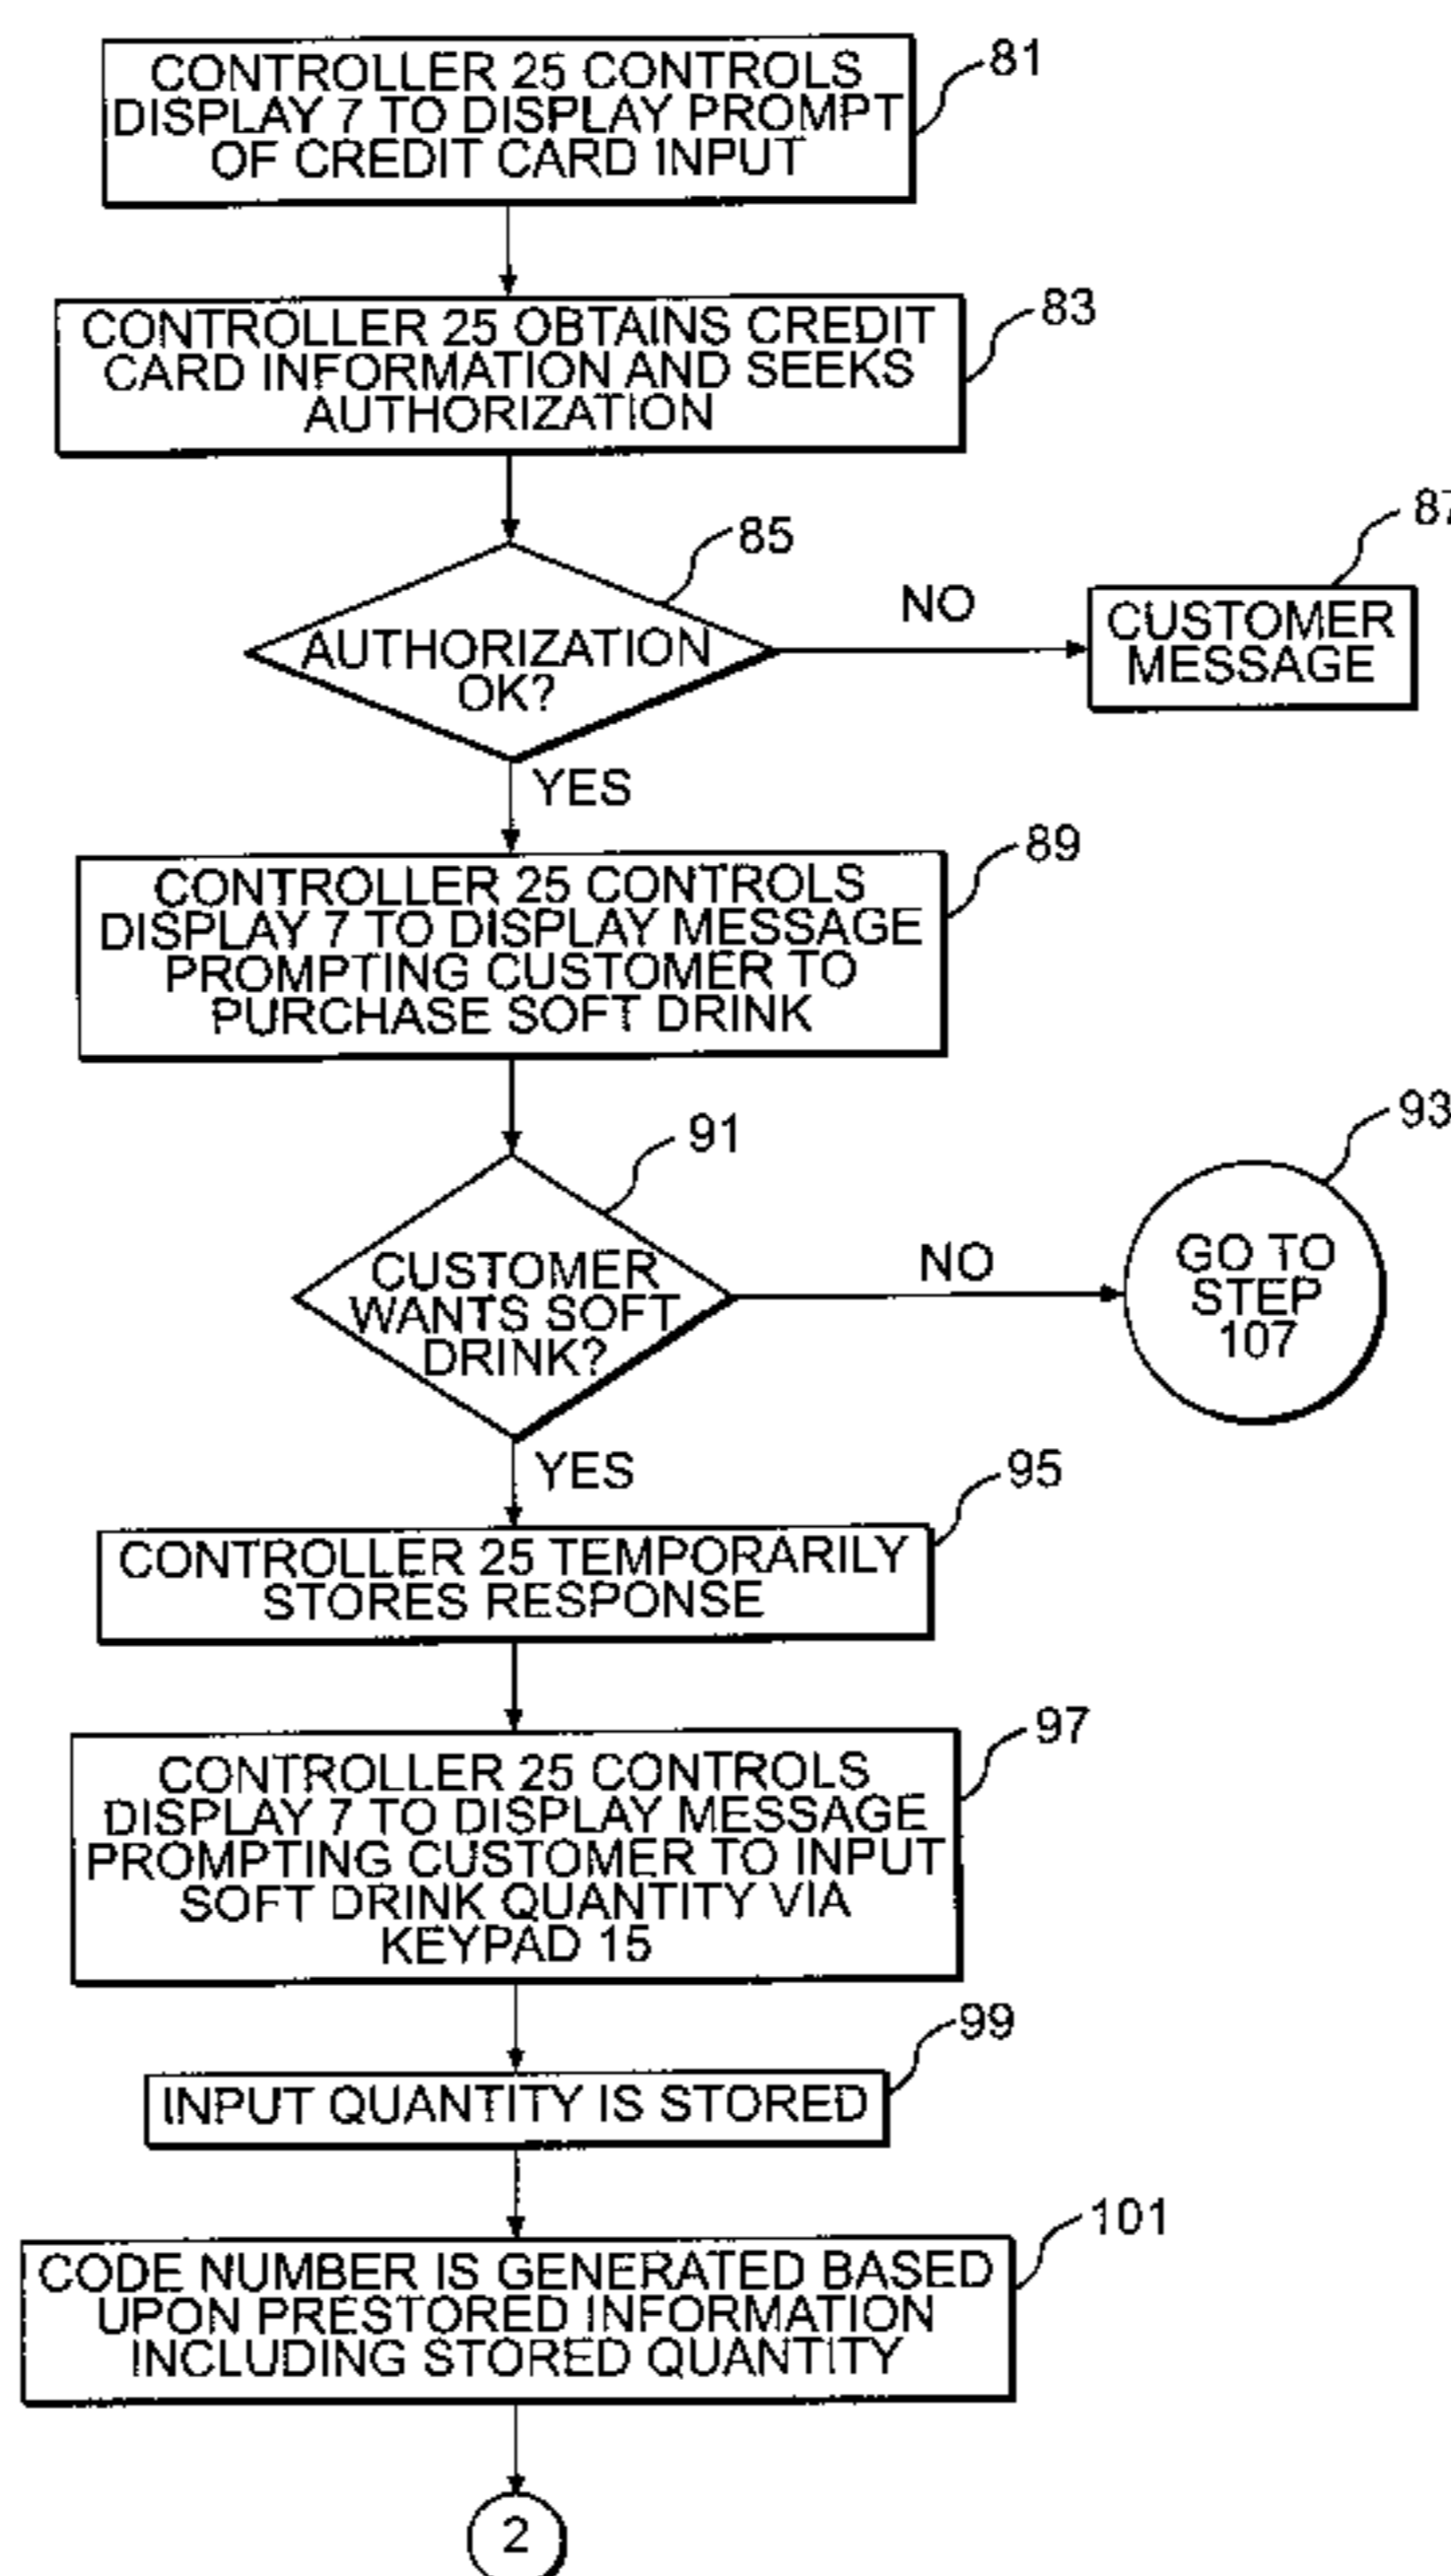 CONTROLLER 25 CONTROLS
DISPLAY 7 TO DISPLAY PROMPT
OF CREDIT CARD INPUT
81
CONTROLLER 25 OBTAINS CREDIT
CARD INFORMATION AND SEEKS
AUTHORIZATION
83
AUTHORIZATION
OK?
85
NO
CUSTOMER
MESSAGE
87
YES
CONTROLLER 25 CONTROLS
DISPLAY 7 TO DISPLAY MESSAGE
PROMPTING CUSTOMER TO
PURCHASE SOFT DRINK
89
CUSTOMER
WANTS SOFT
DRINK?
91
NO
GO TO
STEP
107
93
YES
CONTROLLER 25 TEMPORARILY
STORES RESPONSE
95
CONTROLLER 25 CONTROLS
DISPLAY 7 TO DISPLAY MESSAGE
PROMPTING CUSTOMER TO INPUT
SOFT DRINK QUANTITY VIA
KEYPAD 15
97
INPUT QUANTITY IS STORED
99
CODE NUMBER IS GENERATED BASED
UPON PRESTORED INFORMATION
INCLUDING STORED QUANTITY
101
2